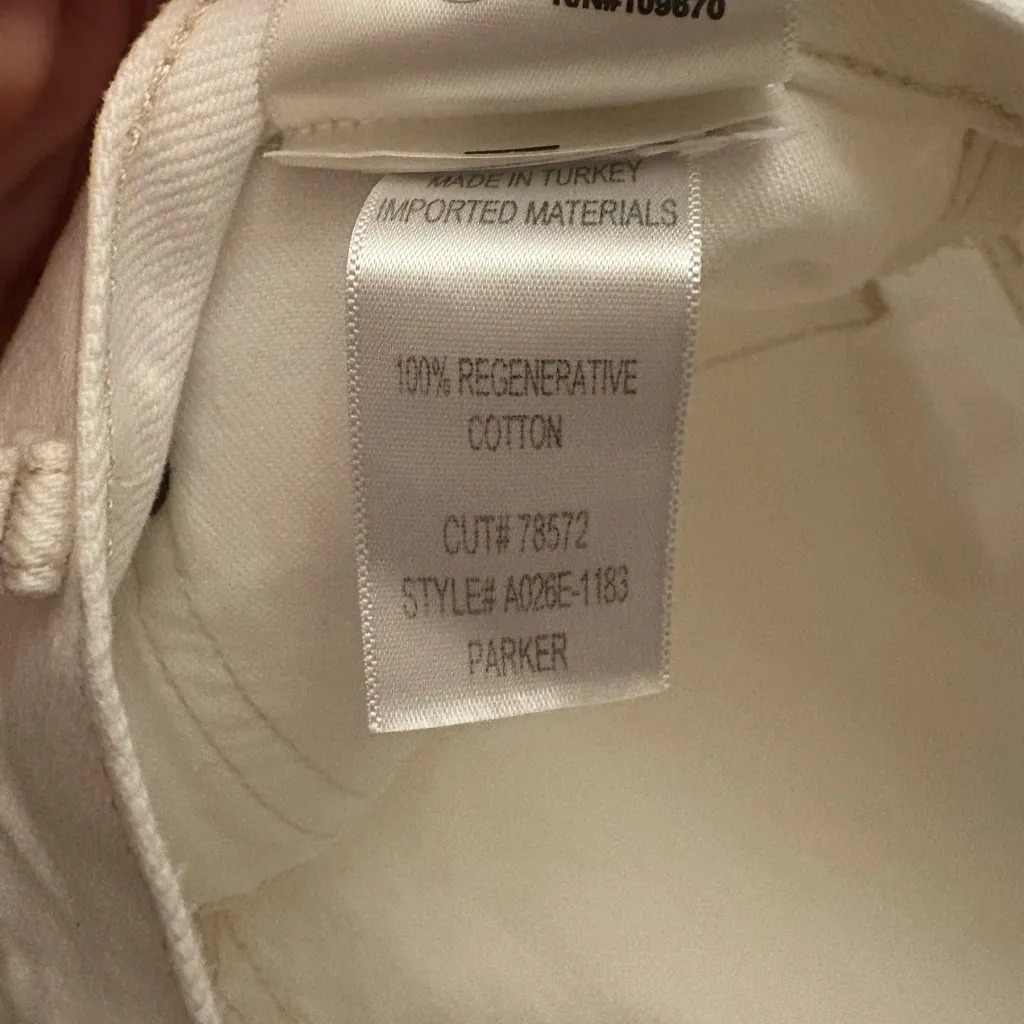 MADE IN TURKEY
IMPORTED MATERIALS
100% REGENERATIVE
COTTON
CUT# 78572
STYLE# A026E-1183
PARKER